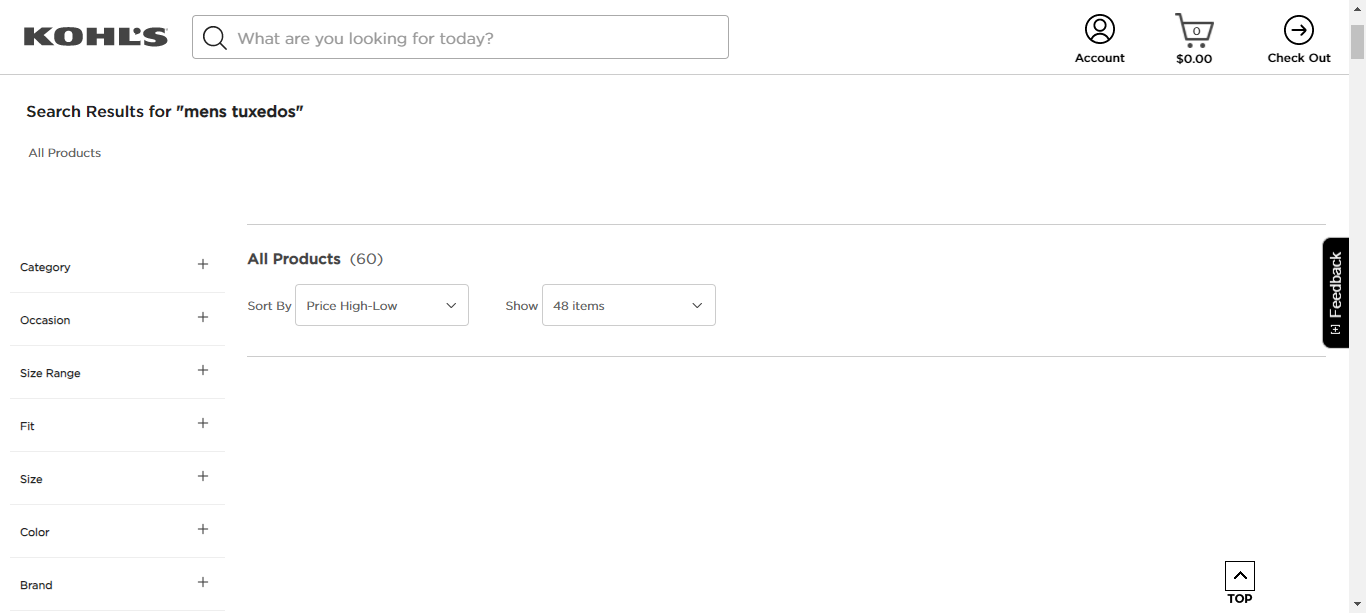 KOHL'S
What are you looking for today?
Account
0
$0.00
Check Out
Search Results for "mens tuxedos"
All Products
All Products (60)
Sort By Price High-Low
Show 48 items
Category
Occasion
Size Range
Fit
Size
Color
Brand
[+] Feedback
TOP